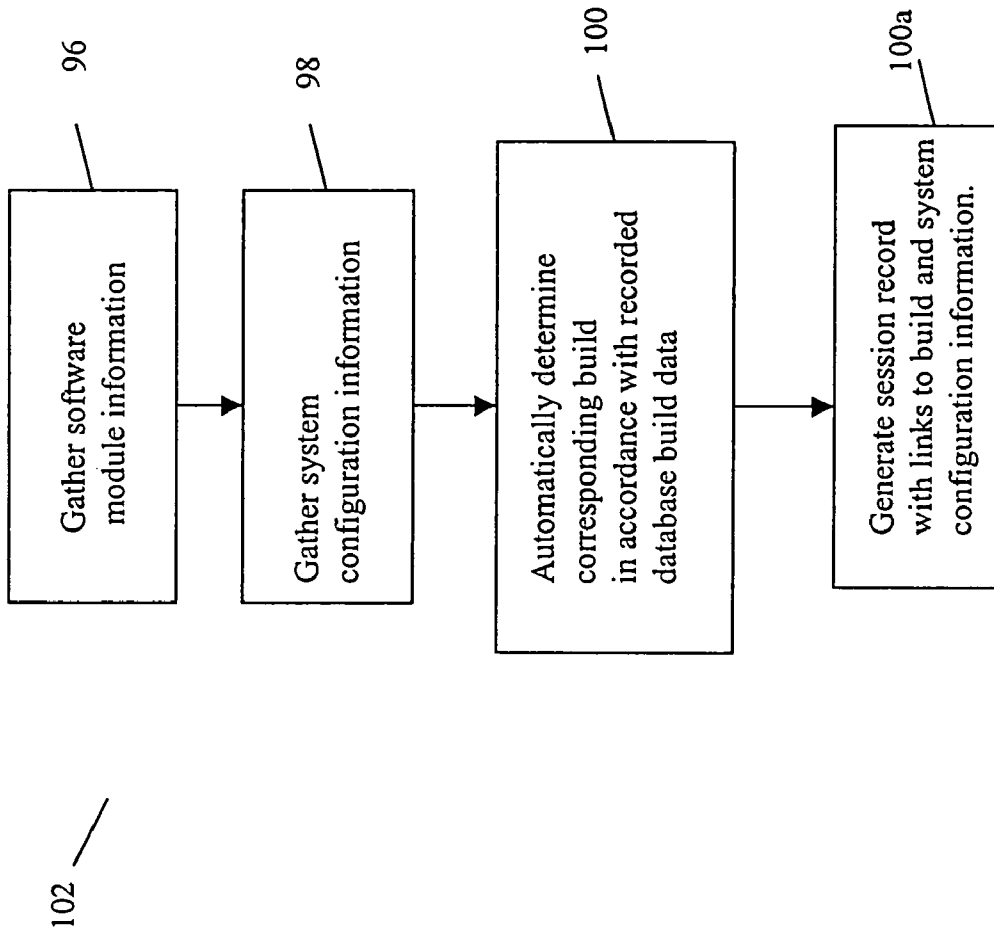 102
96
Gather software
module information
98
Gather system
configuration information
100
Automatically determine
corresponding build
in accordance with recorded
database build data
100a
Generate session record
with links to build and system
configuration information.